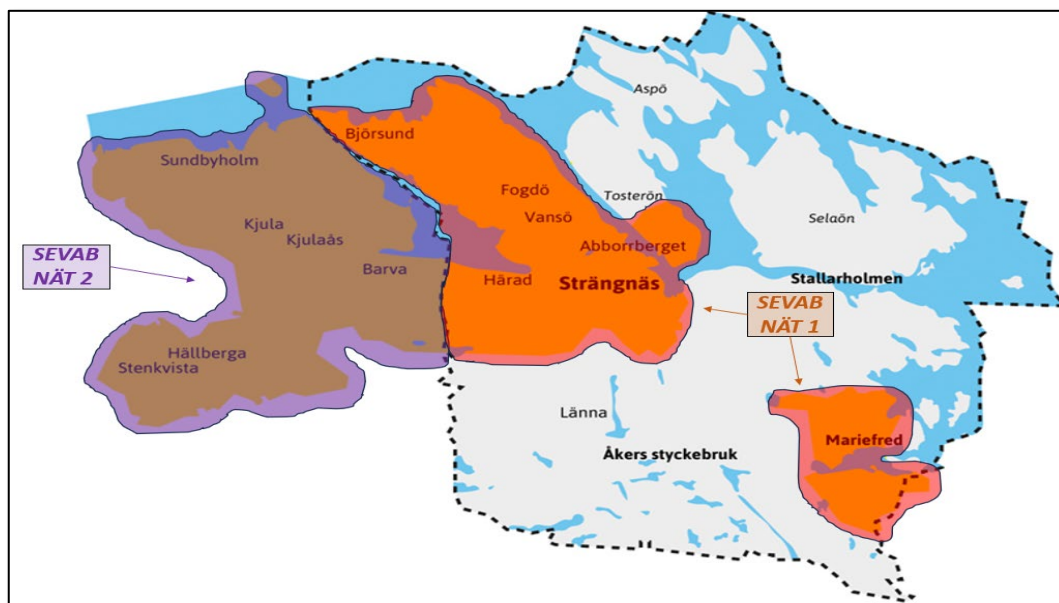 Aspö
Björsund
Sundbyholm
Fogdö
Tosterön
Vansö
Selaön
Kjula
Kjulaås
Abborrberget
SEVAB
NÄT 2
Barva
Härad
Strängnäs
Stallarholmen
SEVAB
NÄT 1
Hällberga
Stenkvista
Länna
Mariefred
Åkers styckebruk